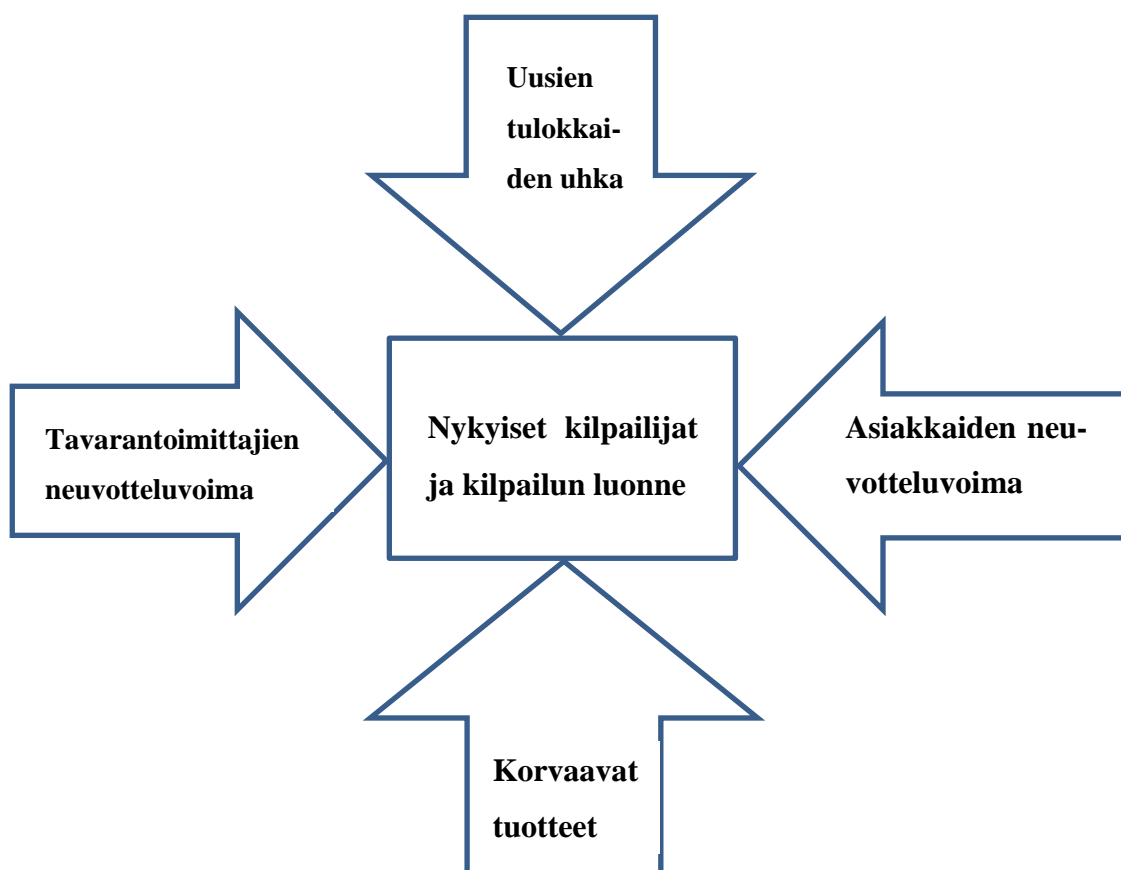 Uusien
tulokkai-
den uhka
Tavarantoimittajien
neuvotteluvoima
Nykyiset kilpailijat
ja kilpailun luonne
Asiakkaiden neu-
votteluvoima
Korvaavat
tuotteet